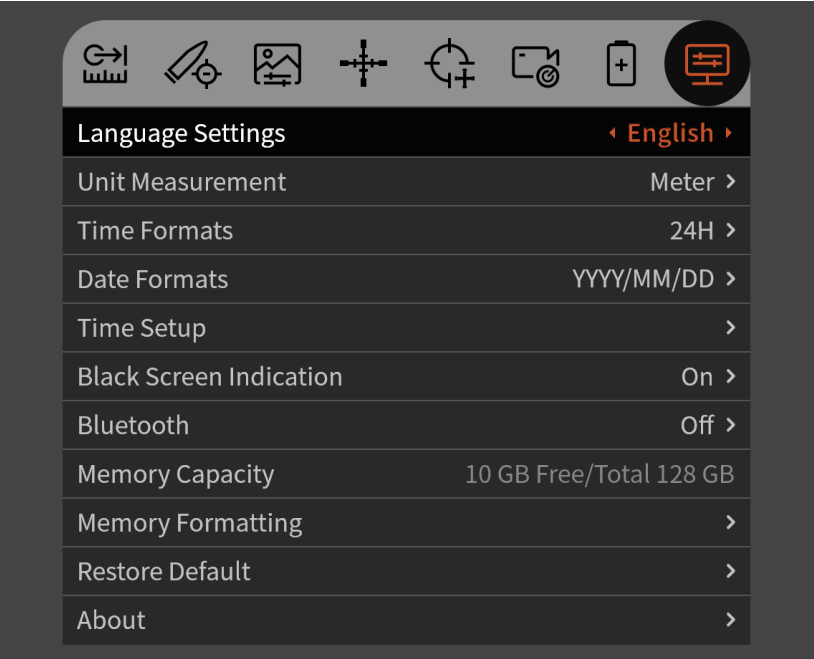 Language Settings English
Unit Measurement Meter
Time Formats 24H
Date Formats YYYY/MM/DD
Time Setup
Black Screen Indication On
Bluetooth Off
Memory Capacity 10 GB Free/Total 128 GB
Memory Formatting
Restore Default
About